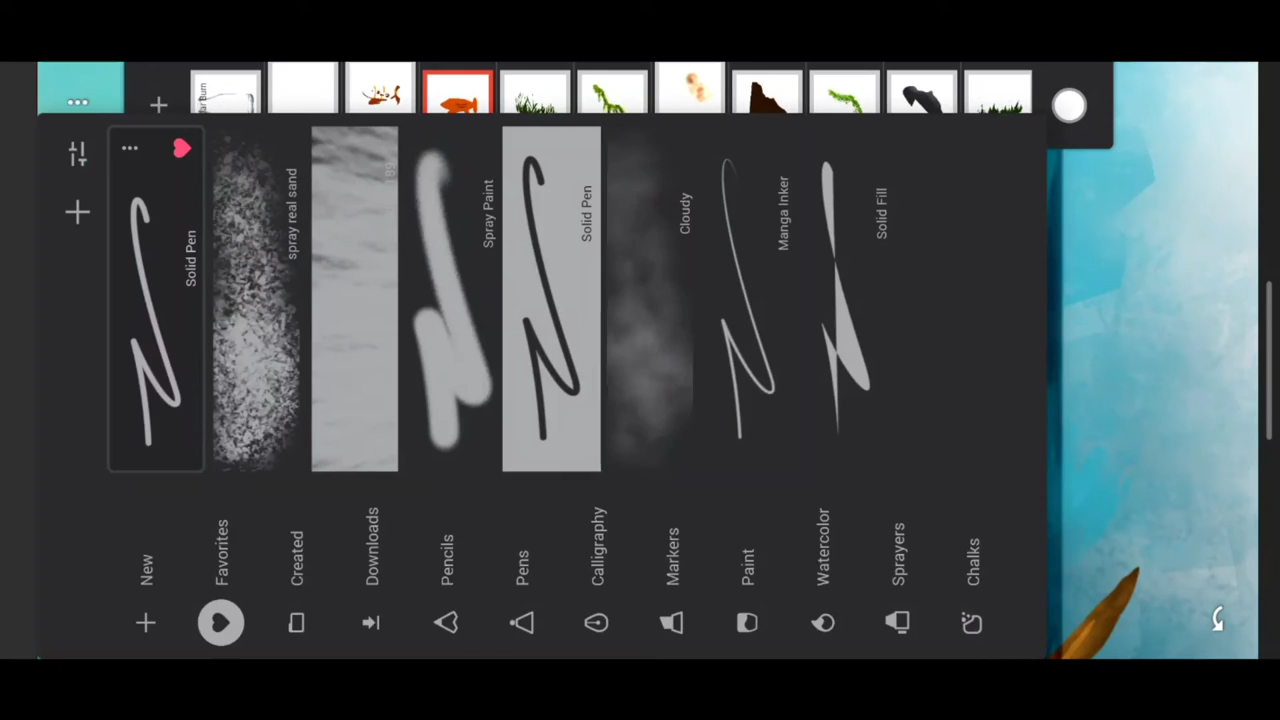 New
Favorites
Created
Downloads
Pencils
Pens
Calligraphy
Markers
Paint
Watercolor
Sprayers
Chalks
Solid Pen
spray real sand
Spray Paint
Solid Pen
Cloudy
Manga Inker
Solid Fill